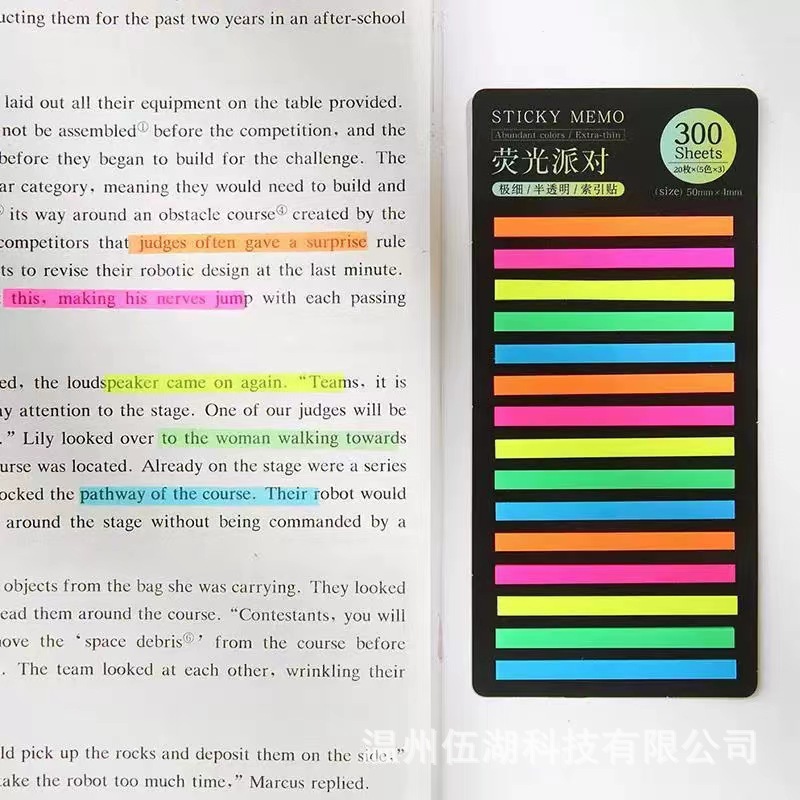 ucting them for the past two years in an after-school
laid out all their equipment on the table provided.
not be assembled① before the competition, and the
before they began to build for the challenge. The
ar category, meaning they would need to build and
its way around an obstacle course④ created by the
competitors that judges often gave a surprise rule
ts to revise their robotic design at the last minute.
this, making his nerves jump with each passing
ed, the loudspeaker came on again. “Teams, it is
ay attention to the stage. One of our judges will be
.” Lily looked over to the woman walking towards
urse was located. Already on the stage were a series
ocked the pathway of the course. Their robot would
around the stage without being commanded by a
objects from the bag she was carrying. They looked
ead them around the course. “Contestants, you will
ove the ‘space debris⑥’ from the course before
. The team looked at each other, wrinkling their
ld pick up the rocks and deposit them on the side,”
take the robot too much time,” Marcus replied.
STICKY MEMO
Abundant colors / Extra-thin
荧光派对
极细/半透明/索引贴
300
Sheets
20枚×(5色×3)
(size) 50mm×4mm
温州伍湖科技有限公司